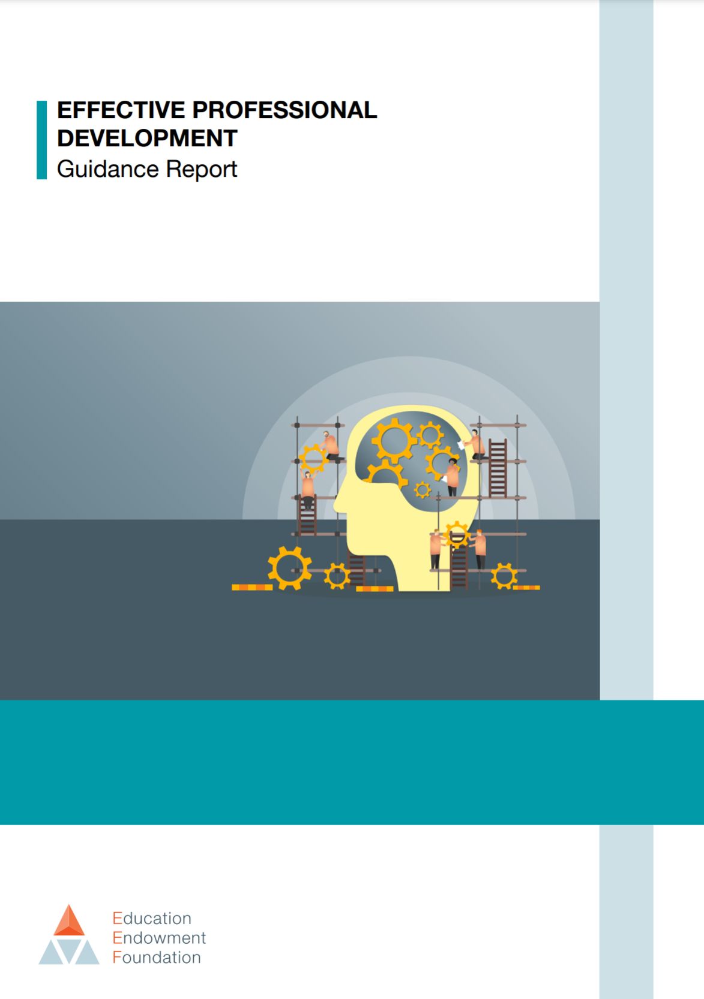 EFFECTIVE PROFESSIONAL
DEVELOPMENT
Guidance Report
Education
Endowment
Foundation